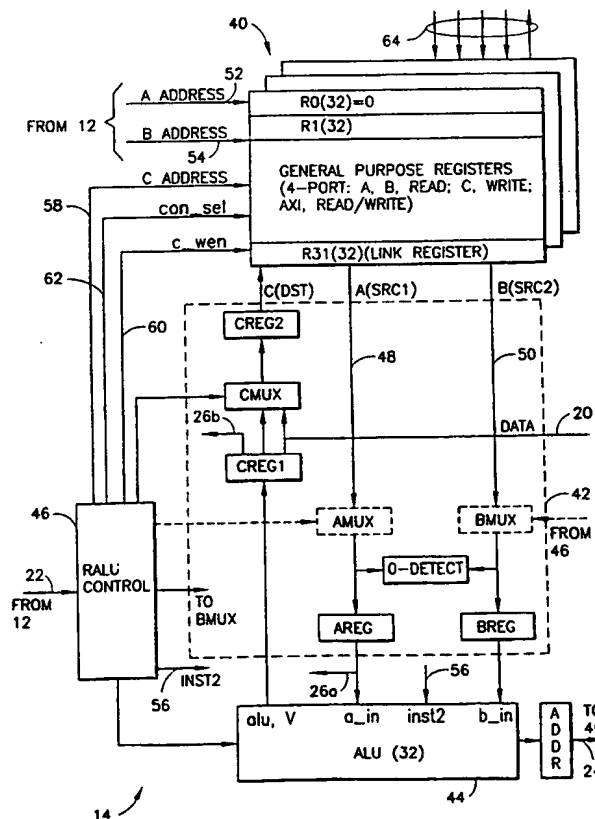 40
64
A ADDRESS
52
R0(32)=0
FROM 12
R1(32)
B ADDRESS
54
GENERAL PURPOSE REGISTERS
(4-PORT: A, B, READ; C, WRITE;
AXI, READ/WRITE)
C ADDRESS
58
con_sel
62
c_wen
R31(32)(LINK REGISTER)
60
C(DST)
A(SRC1)
B(SRC2)
CREG2
48
50
CMUX
26b
DATA
20
CREG1
46
42
AMUX
BMUX
FROM
46
RALU
CONTROL
22
FROM
12
TO
BMUX
0-DETECT
AREG
BREG
INST2
56
26a
56
alu, V
a_in
inst2
b_in
ALU (32)
ADDR
TO
24
44
14